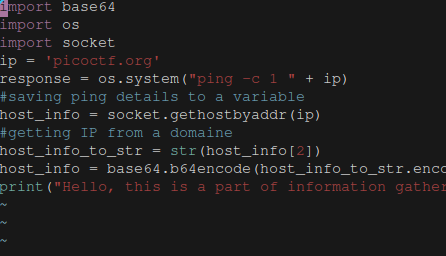 import base64
import os
import socket
ip = 'picoctf.org'
response = os.system("ping -c 1 " + ip)
#saving ping details to a variable
host_info = socket.gethostbyaddr(ip)
#getting IP from a domaine
host_info_to_str = str(host_info[2])
host_info = base64.b64encode(host_info_to_str.enco
print("Hello, this is a part of information gather
~
~
~